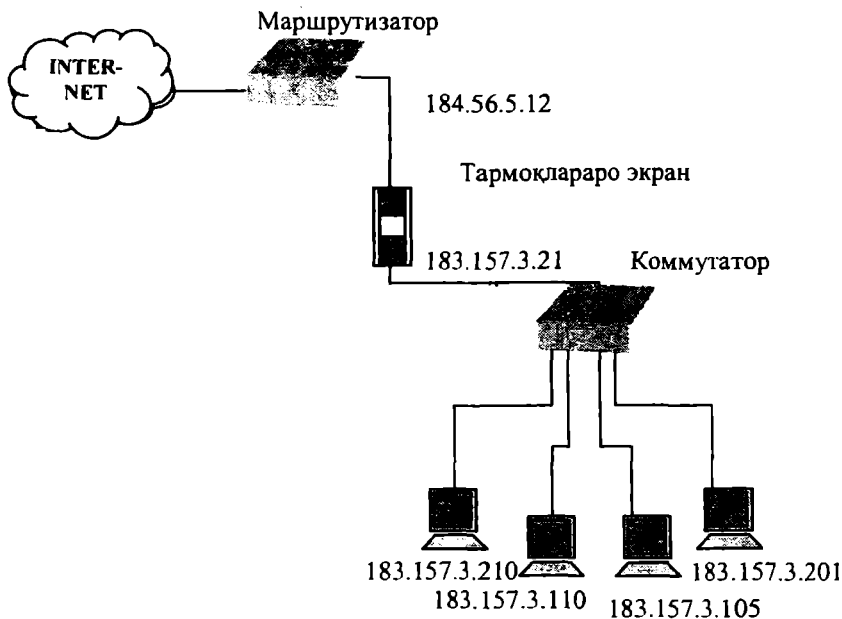 Маршрутизатор
INTER-
NET
184.56.5.12
Тармоқлараро экран
183.157.3.21
Коммутатор
183.157.3.210
183.157.3.201
183.157.3.110
183.157.3.105